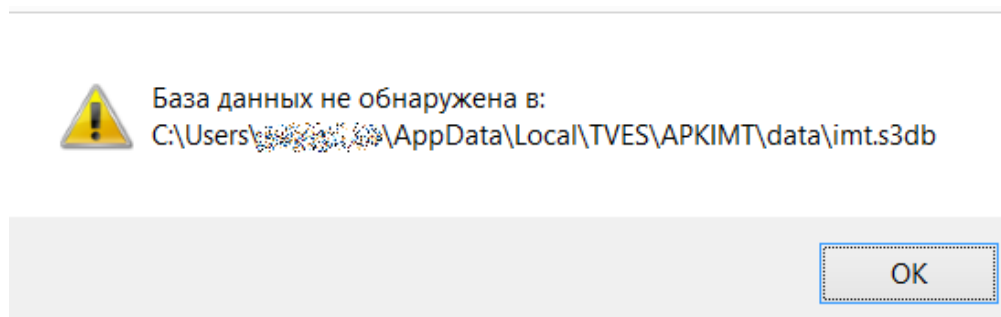 База данных не обнаружена в:
C:\Users\ \AppData\Local\TVES\APKIMT\data\imt.s3db
OK